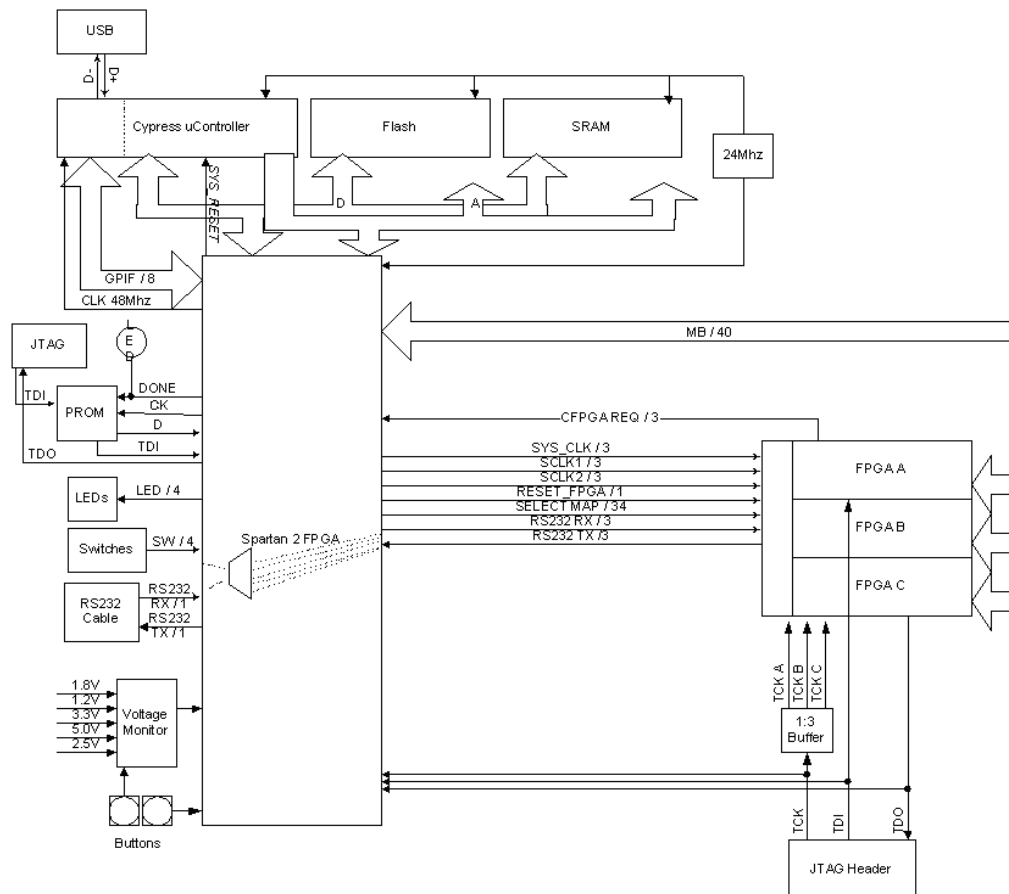 USB
D-
D+
Cypress uController
Flash
SRAM
24Mhz
SYS_RESET
D
A
GPIF / 8
CLK 48Mhz
MB / 40
JTAG
LED
TDI
PROM
DONE
CK
D
TDI
TDO
CFPGA REQ / 3
SYS_CLK / 3
SCLK1 / 3
SCLK2 / 3
RESET_FPGA / 1
SELECT MAP / 34
RS232 RX / 3
RS232 TX /3
FPGA A
FPGA B
FPGA C
LEDs
LED / 4
Switches
SW / 4
Spartan 2 FPGA
RS232
Cable
RS232
RX / 1
RS232
TX / 1
TCK A
TCK B
TCK C
1.8V
1.2V
3.3V
5.0V
2.5V
Voltage
Monitor
1:3
Buffer
Buttons
TCK
TDI
TDO
JTAG Header